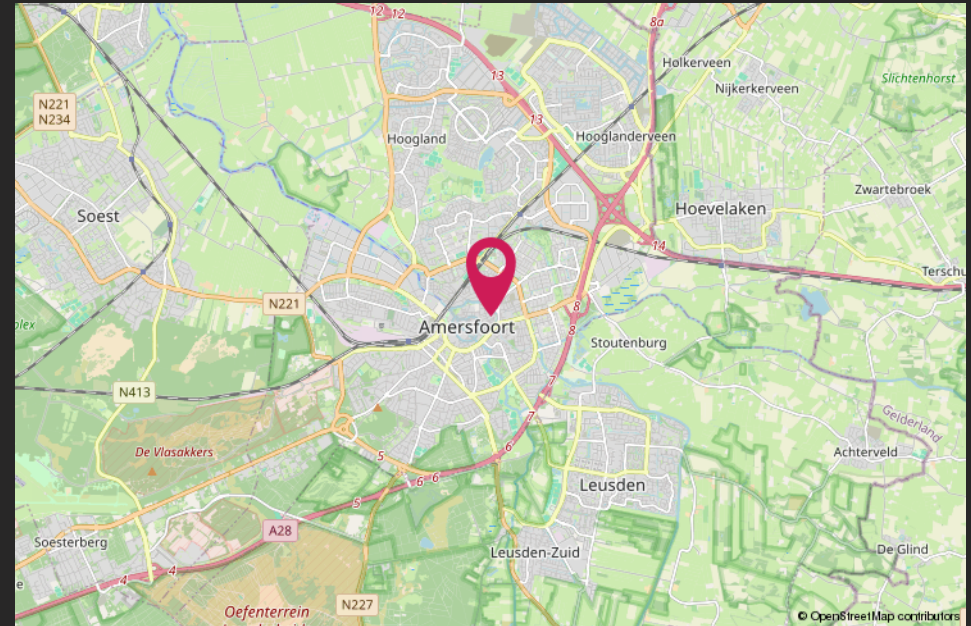 12
12
8a
Holkerveen
13
Slichtenhorst
Nijkerkerveen
N221
N234
13
Hoogland
Hooglanderveen
Zwartebroek
Soest
Hoevelaken
14
Terschu
N221
8
plex
Amersfoort
8
Stoutenburg
7
N413
7
Gelderland
De Vlasakkers
5
6
Achterveld
6
6
Leusden
5
A28
Soesterberg
Leusden-Zuid
De Glind
4
4
e
N227
Oefenterrein
© OpenStreetMap contributors